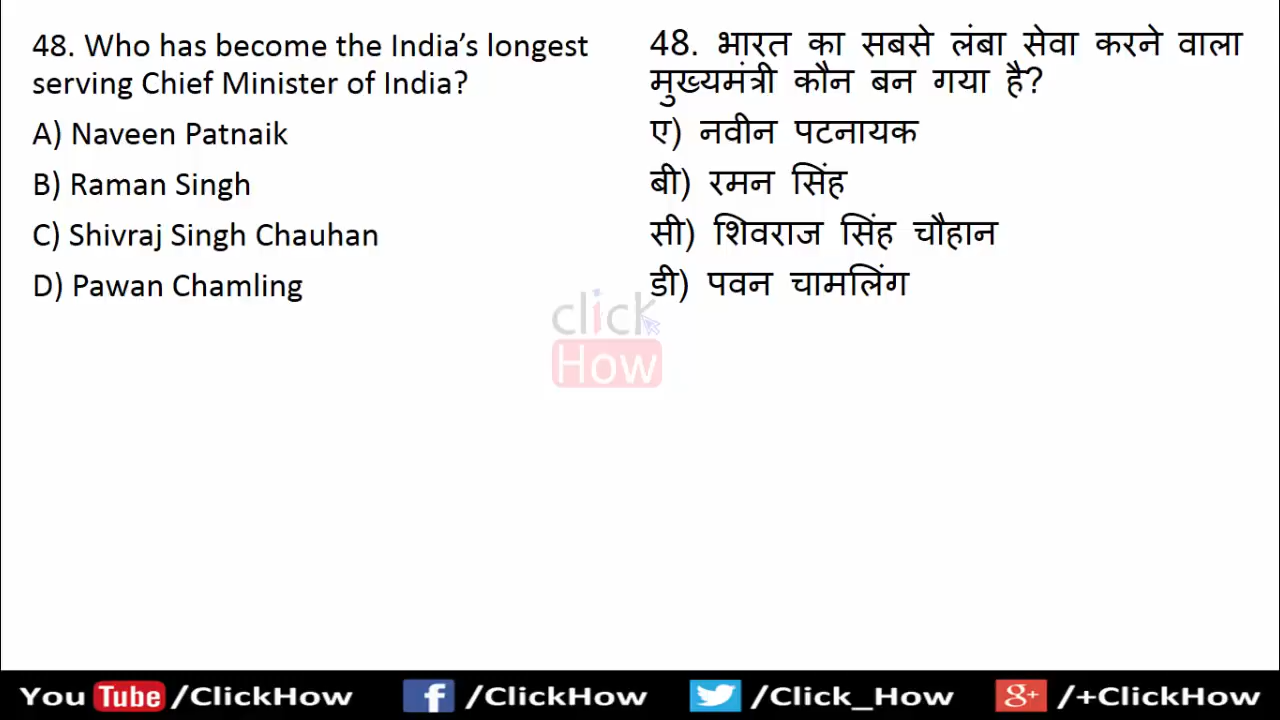 48. Who has become the India’s longest
serving Chief Minister of India?
A) Naveen Patnaik
B) Raman Singh
C) Shivraj Singh Chauhan
D) Pawan Chamling
48. भारत का सबसे लंबा सेवा करने वाला
मुख्यमंत्री कौन बन गया है?
ए) नवीन पटनायक
बी) रमन सिंह
सी) शिवराज सिंह चौहान
डी) पवन चामलिंग
click
How
You Tube /ClickHow f /ClickHow /Click_How g+ /+ClickHow